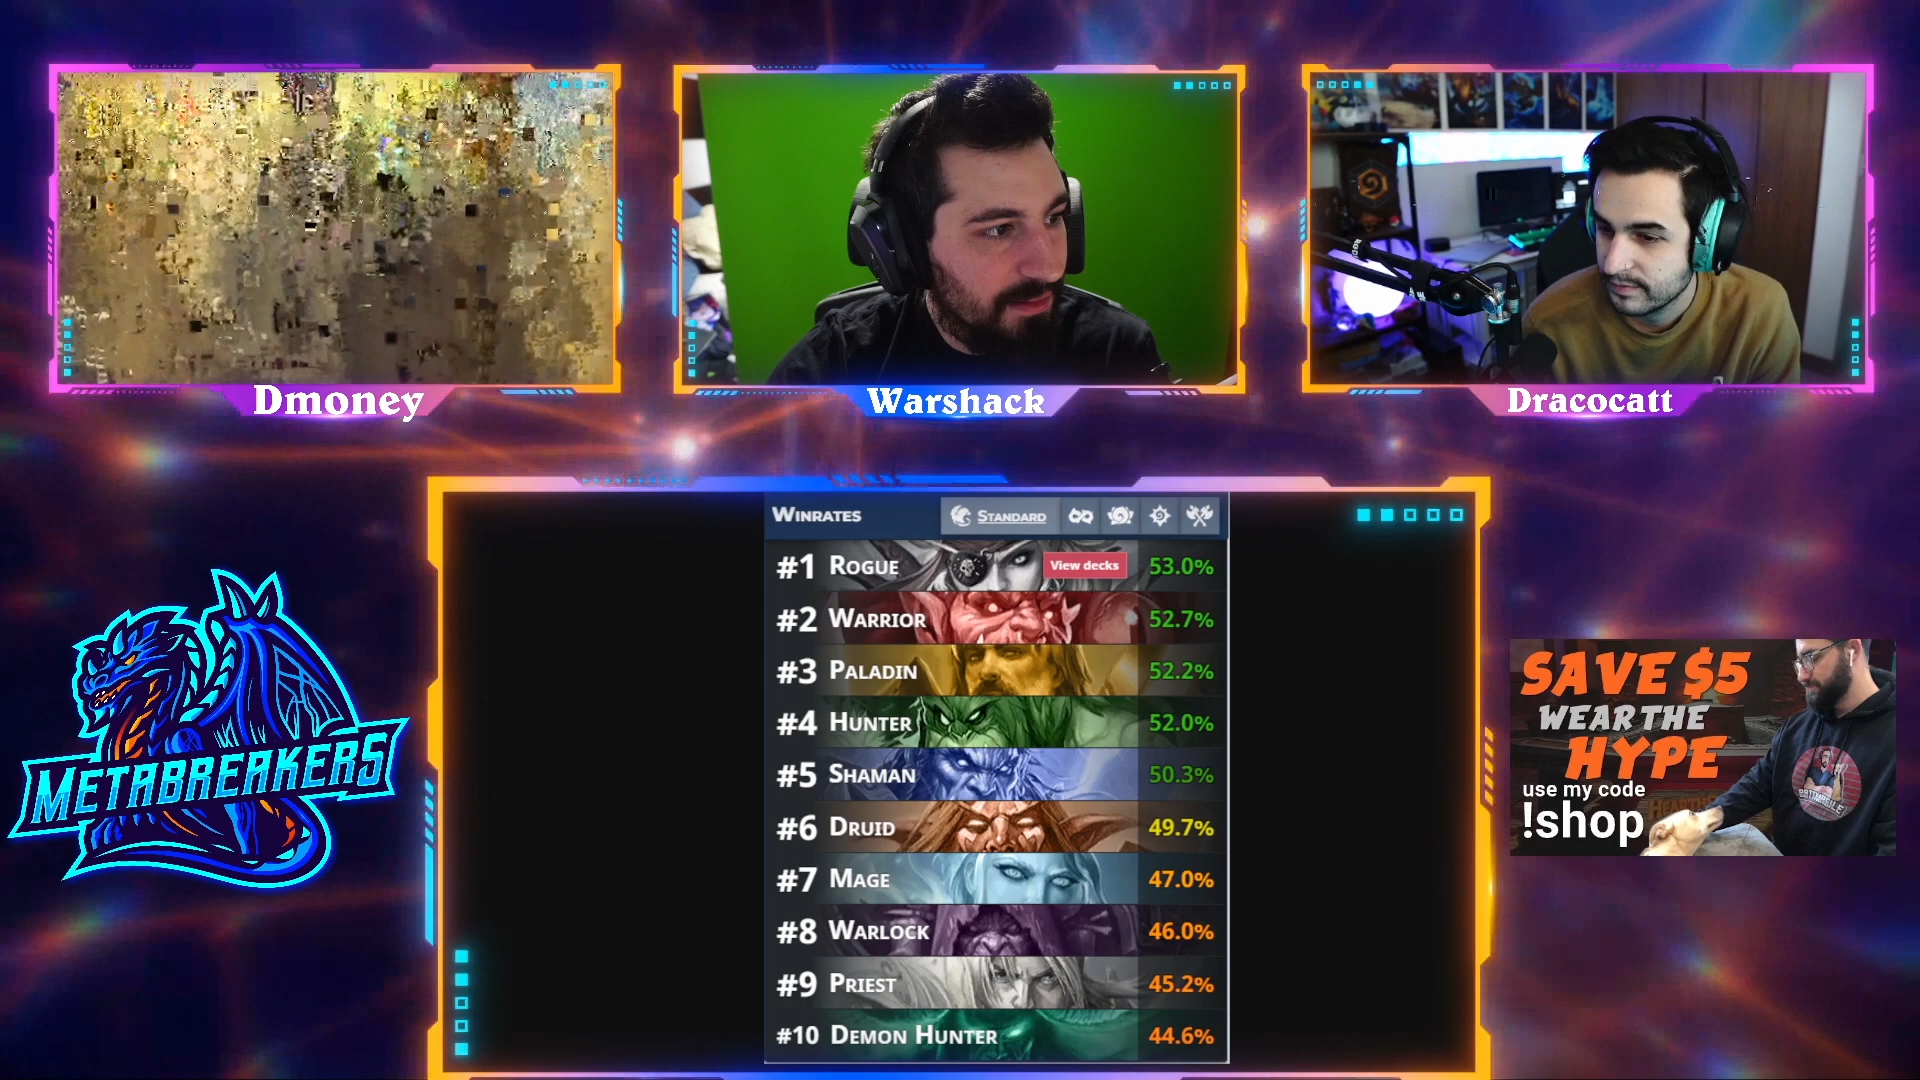 Dmoney
Warshack
Dracocatt
WINRATES
STANDARD
#1 ROGUE View decks 53.0%
#2 WARRIOR 52.7%
#3 PALADIN 52.2%
#4 HUNTER 52.0%
#5 SHAMAN 50.3%
#6 DRUID 49.7%
#7 MAGE 47.0%
#8 WARLOCK 46.0%
#9 PRIEST 45.2%
#10 DEMON HUNTER 44.6%
METABREAKERS
SAVE $5
WEAR THE
HYPE
use my code
!shop